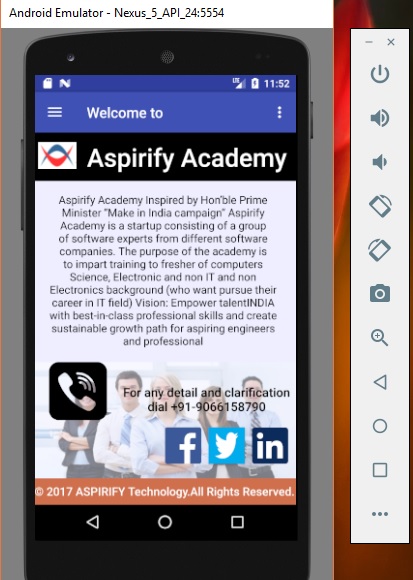 Android Emulator - Nexus_5_API_24:5554
LTE 11:52
Welcome to
Aspirify Academy
Aspirify Academy Inspired by Hon'ble Prime
Minister "Make in India campaign" Aspirify
Academy is a startup consisting of a group
of software experts from different software
companies. The purpose of the academy is
to impart training to fresher of computers
Science, Electronic and non IT and non
Electronics background (who want pursue their
career in IT field) Vision: Empower talentINDIA
with best-in-class professional skills and create
sustainable growth path for aspiring engineers
and professional
For any detail and clarification
dial +91-9066158790
f
in
© 2017 ASPIRIFY Technology.All Rights Reserved.